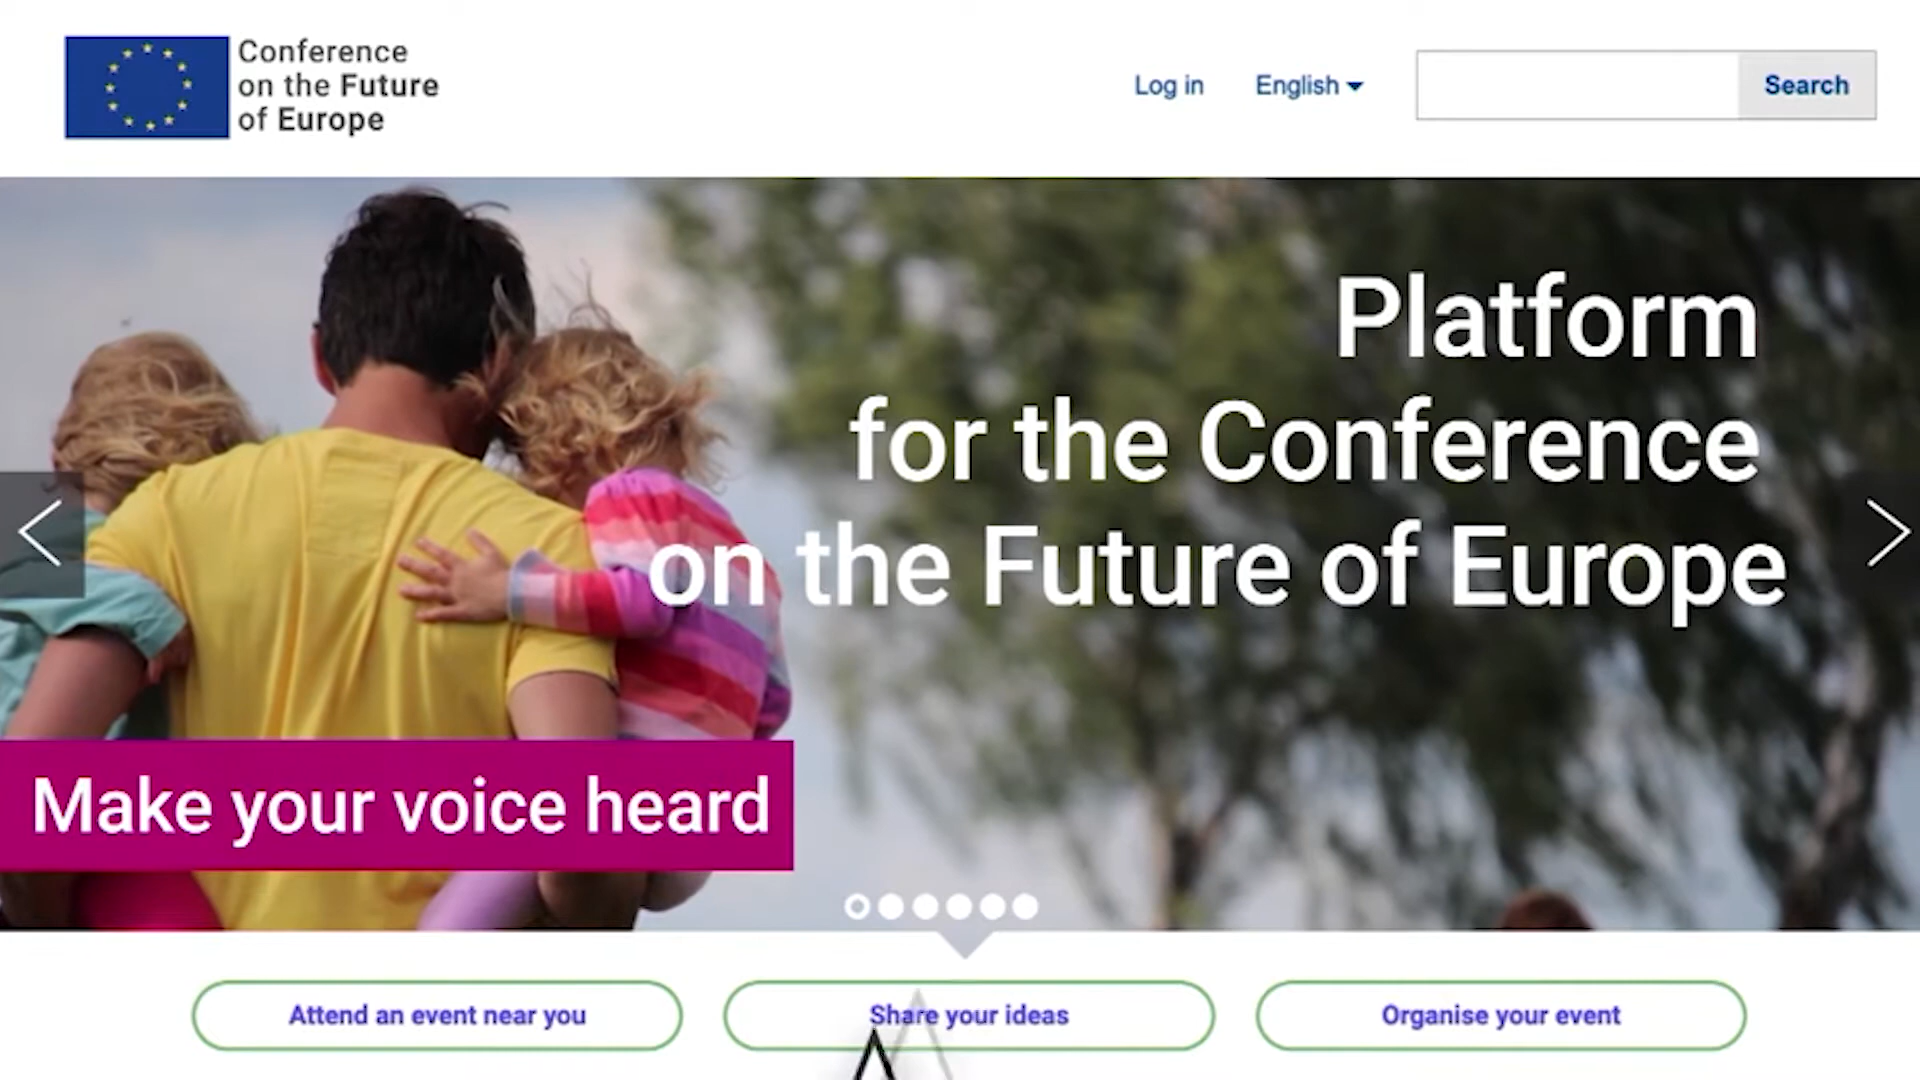 Conference
on the Future
of Europe
Log in
English
Search
Platform
for the Conference
on the Future of Europe
Make your voice heard
Attend an event near you
Share your ideas
Organise your event